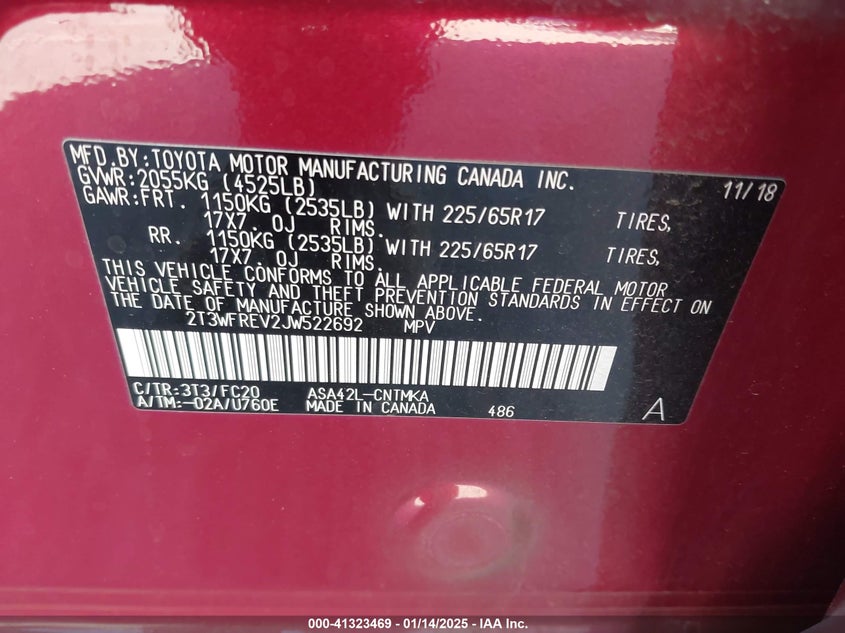 MFD.BY:TOYOTA MOTOR MANUFACTURING CANADA INC.
GVWR:2055KG (4525LB) 11/18
GAWR:FRT. 1150KG (2535LB) WITH 225/65R17 TIRES,
17X7.0J RIMS.
RR. 1150KG (2535LB) WITH 225/65R17 TIRES,
17X7.0J RIMS.
THIS VEHICLE CONFORMS TO ALL APPLICABLE FEDERAL MOTOR
VEHICLE SAFETY AND THEFT PREVENTION STANDARDS IN EFFECT ON
THE DATE OF MANUFACTURE SHOWN ABOVE.
2T3WFREV2JW522692 MPV
C/TR:3T3/FC20 ASA42L-CNTMKA
A/TM:-02A/U760E MADE IN CANADA 486 A
000-41323469 — 01/14/2025 — IAA Inc.